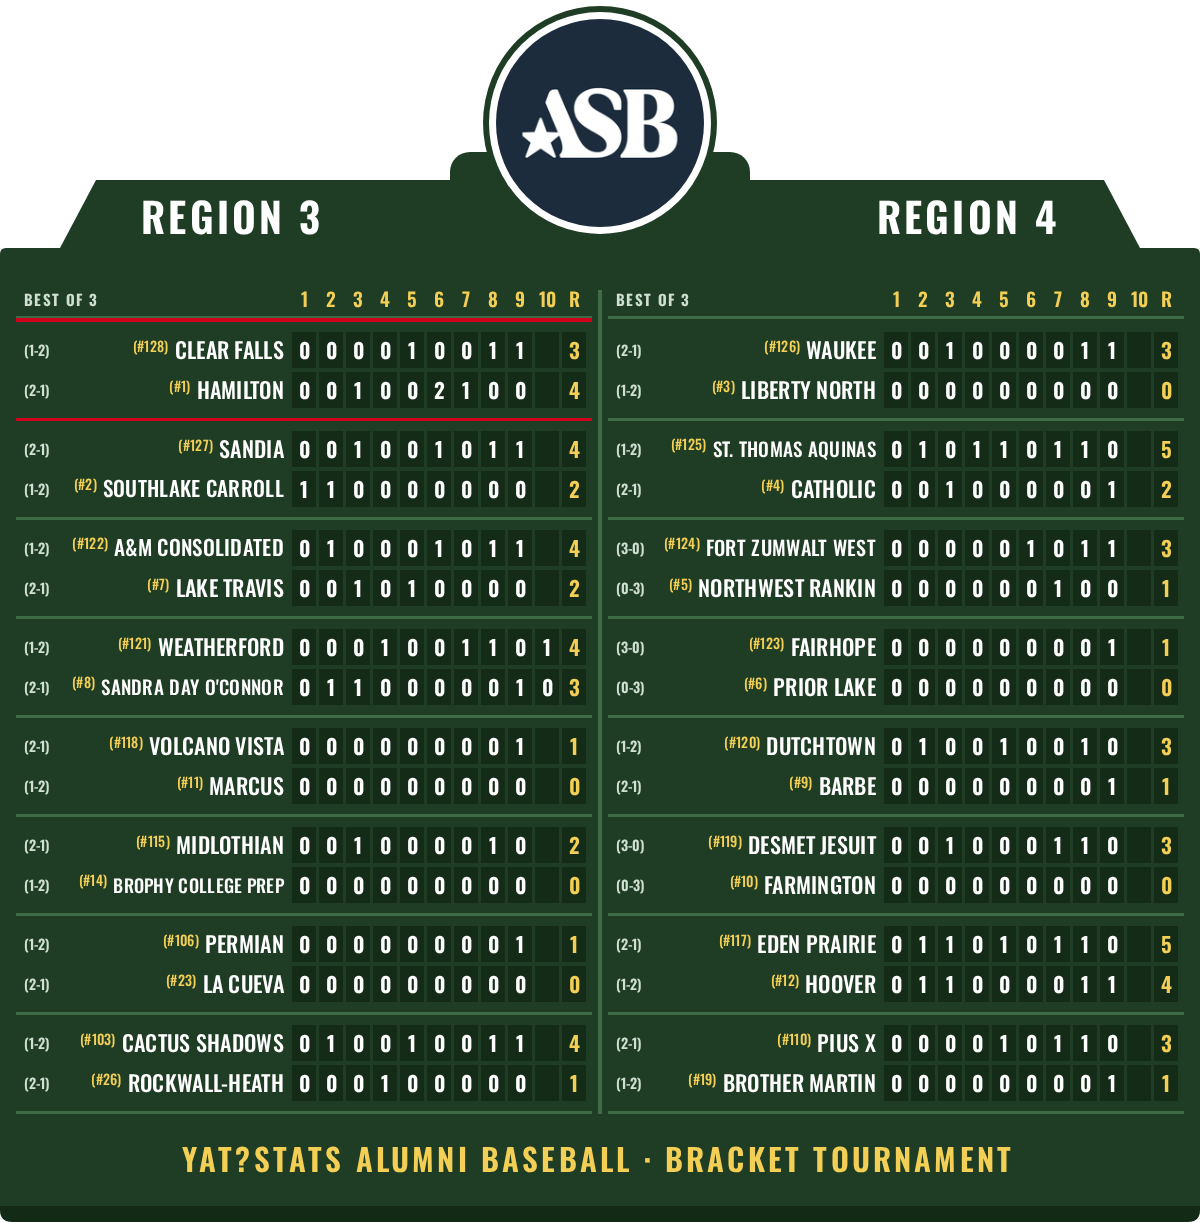 ASB
REGION 3
REGION 4
BEST OF 3 1 2 3 4 5 6 7 8 9 10 R
(1-2) (#128) CLEAR FALLS 0 0 0 0 1 0 0 1 1 3
(2-1) (#1) HAMILTON 0 0 1 0 0 2 1 0 0 4
(2-1) (#127) SANDIA 0 0 1 0 0 1 0 1 1 4
(1-2) (#2) SOUTHLAKE CARROLL 1 1 0 0 0 0 0 0 0 2
(1-2) (#122) A&M CONSOLIDATED 0 1 0 0 0 1 0 1 1 4
(2-1) (#7) LAKE TRAVIS 0 0 1 0 1 0 0 0 0 2
(1-2) (#121) WEATHERFORD 0 0 0 1 0 0 1 1 0 1 4
(2-1) (#8) SANDRA DAY O'CONNOR 0 1 1 0 0 0 0 0 1 0 3
(2-1) (#118) VOLCANO VISTA 0 0 0 0 0 0 0 0 1 1
(1-2) (#11) MARCUS 0 0 0 0 0 0 0 0 0 0
(2-1) (#115) MIDLOTHIAN 0 0 1 0 0 0 0 1 0 2
(1-2) (#14) BROPHY COLLEGE PREP 0 0 0 0 0 0 0 0 0 0
(1-2) (#106) PERMIAN 0 0 0 0 0 0 0 0 1 1
(2-1) (#23) LA CUEVA 0 0 0 0 0 0 0 0 0 0
(1-2) (#103) CACTUS SHADOWS 0 1 0 0 1 0 0 1 1 4
(2-1) (#26) ROCKWALL-HEATH 0 0 0 1 0 0 0 0 0 1
BEST OF 3 1 2 3 4 5 6 7 8 9 10 R
(2-1) (#126) WAUKEE 0 0 1 0 0 0 0 1 1 3
(1-2) (#3) LIBERTY NORTH 0 0 0 0 0 0 0 0 0 0
(1-2) (#125) ST. THOMAS AQUINAS 0 1 0 1 1 0 1 1 0 5
(2-1) (#4) CATHOLIC 0 0 1 0 0 0 0 0 1 2
(3-0) (#124) FORT ZUMWALT WEST 0 0 0 0 0 1 0 1 1 3
(0-3) (#5) NORTHWEST RANKIN 0 0 0 0 0 0 1 0 0 1
(3-0) (#123) FAIRHOPE 0 0 0 0 0 0 0 0 1 1
(0-3) (#6) PRIOR LAKE 0 0 0 0 0 0 0 0 0 0
(1-2) (#120) DUTCHTOWN 0 1 0 0 1 0 0 1 0 3
(2-1) (#9) BARBE 0 0 0 0 0 0 0 0 1 1
(3-0) (#119) DESMET JESUIT 0 0 1 0 0 0 1 1 0 3
(0-3) (#10) FARMINGTON 0 0 0 0 0 0 0 0 0 0
(2-1) (#117) EDEN PRAIRIE 0 1 1 0 1 0 1 1 0 5
(1-2) (#12) HOOVER 0 1 1 0 0 0 0 1 1 4
(2-1) (#110) PIUS X 0 0 0 0 1 0 1 1 0 3
(1-2) (#19) BROTHER MARTIN 0 0 0 0 0 0 0 0 1 1
YAT?STATS ALUMNI BASEBALL · BRACKET TOURNAMENT